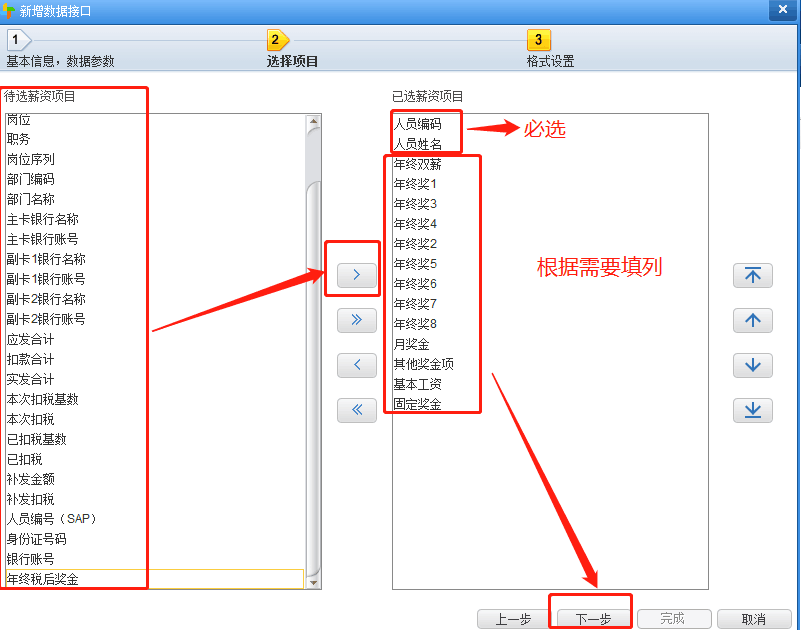 新增数据接口
1
2
3
基本信息，数据参数
选择项目
格式设置
待选薪资项目
岗位
职务
岗位序列
部门编码
部门名称
主卡银行名称
主卡银行账号
副卡1银行名称
副卡1银行账号
副卡2银行名称
副卡2银行账号
应发合计
扣款合计
实发合计
本次扣税基数
本次扣税
已扣税基数
已扣税
补发金额
补发扣税
人员编号（SAP）
身份证号码
银行账号
年终税后奖金
已选薪资项目
人员编码
人员姓名
年终双薪
年终奖1
年终奖3
年终奖4
年终奖2
年终奖5
年终奖6
年终奖7
年终奖8
月奖金
其他奖金项
基本工资
固定奖金
必选
根据需要填列
上一步
下一步
完成
取消